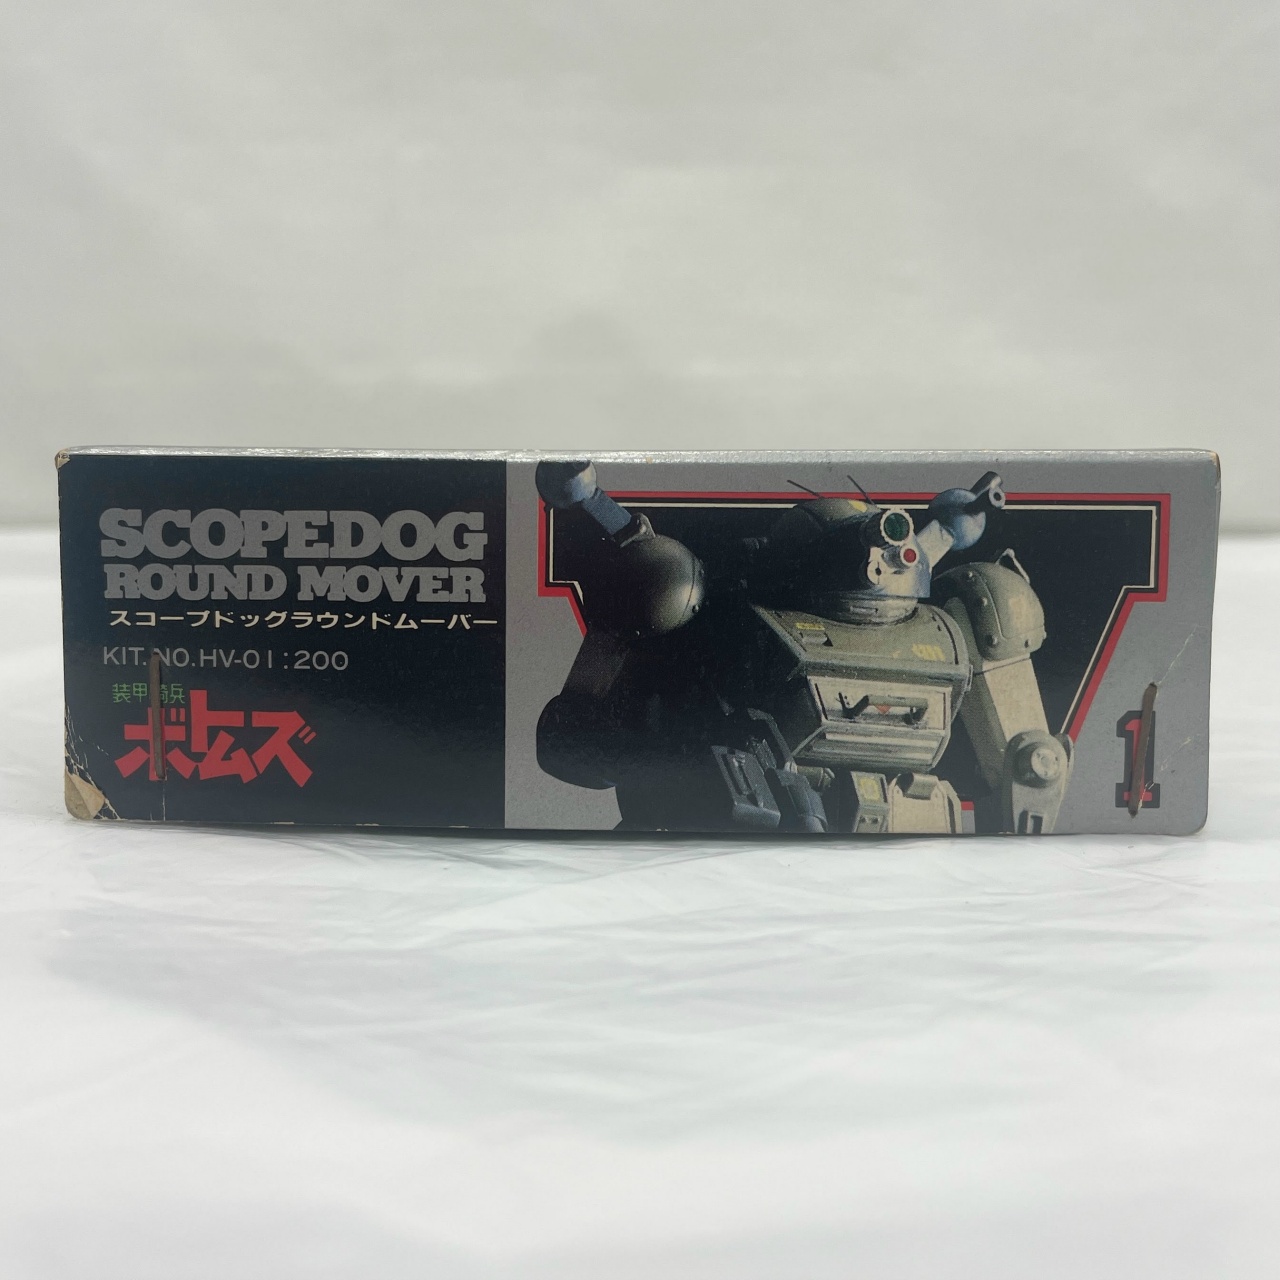 SCOPEDOG
ROUND MOVER
スコープドッグラウンドムーバー
KIT.NO.HV-01:200
装甲騎兵
ボトムズ
1